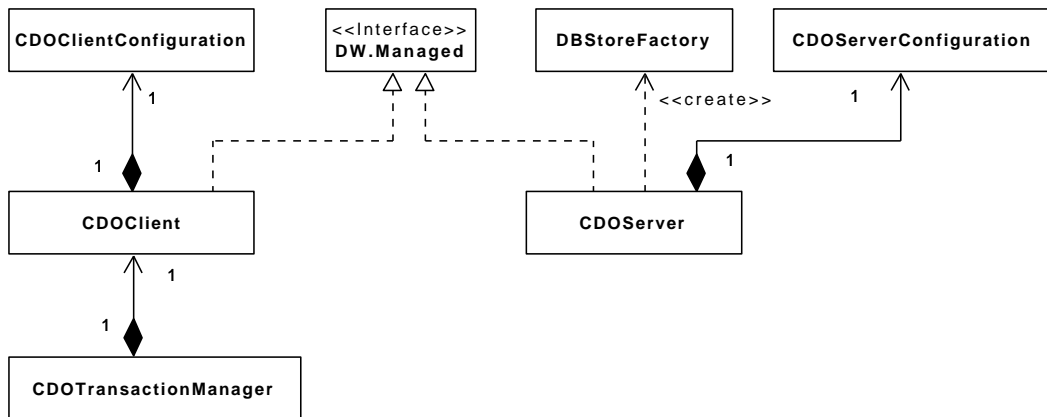 CDOClientConfiguration
<<Interface>>
DW.Managed
DBStoreFactory
CDOServerConfiguration
1
<<create>>
1
1
1
CDOClient
CDOServer
1
1
CDOTransactionManager